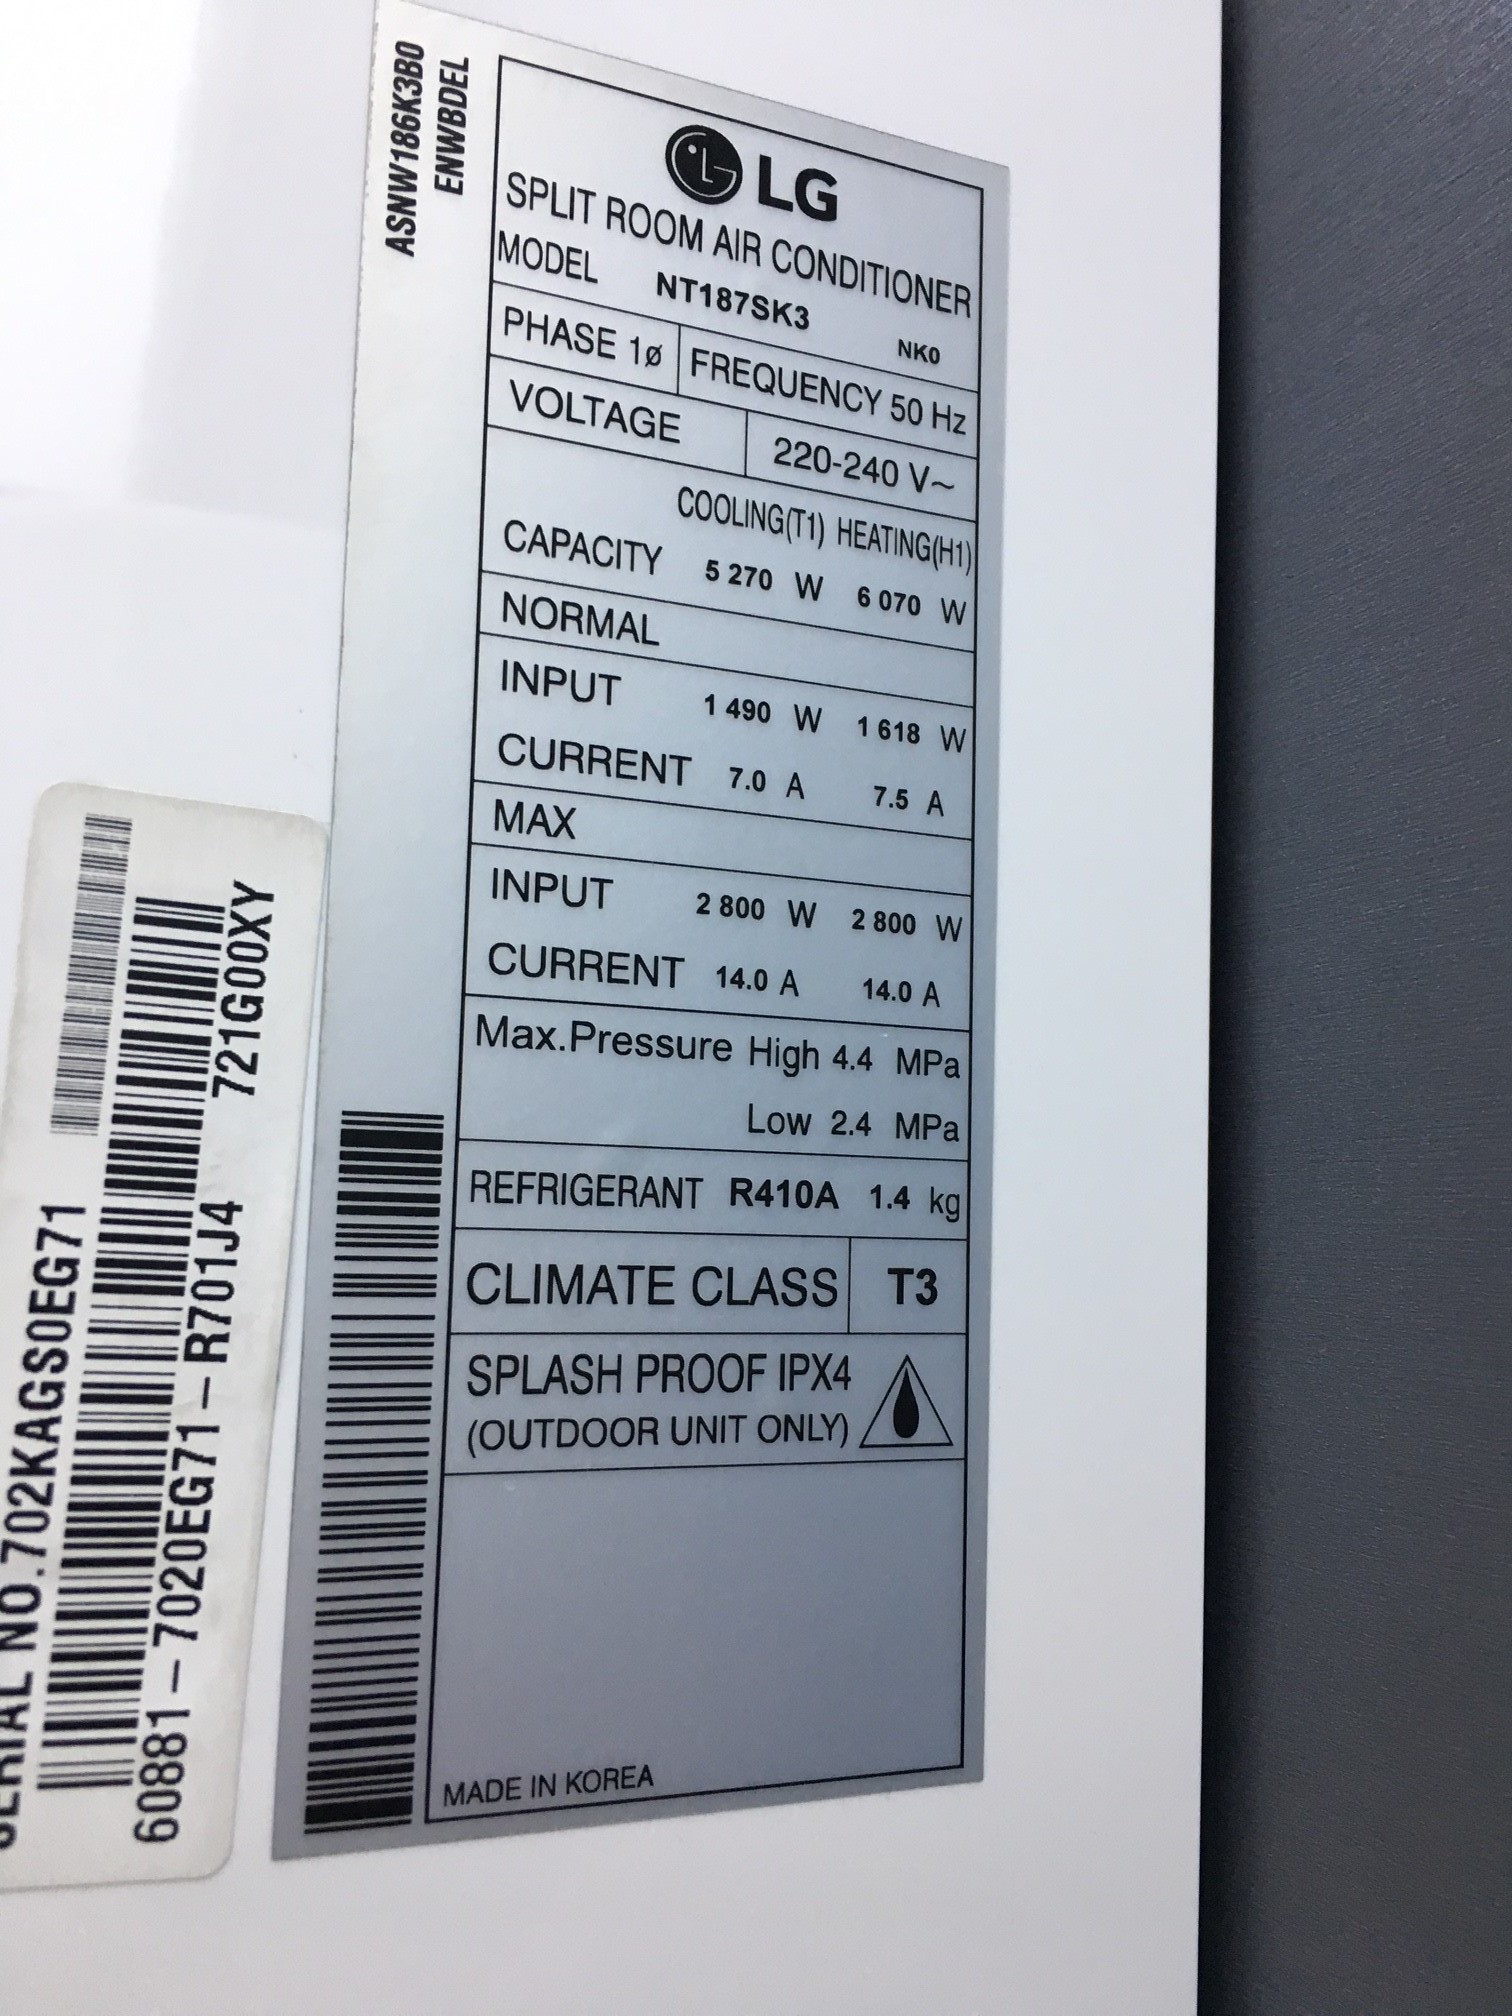 ASNW186K3B0
ENWBDEL
LG
SPLIT ROOM AIR CONDITIONER
MODEL NT187SK3 NK0
PHASE 1ø FREQUENCY 50 Hz
VOLTAGE 220-240 V~
COOLING(T1) HEATING(H1)
CAPACITY 5 270 W 6 070 W
NORMAL
INPUT 1 490 W 1 618 W
CURRENT 7.0 A 7.5 A
MAX
INPUT 2 800 W 2 800 W
CURRENT 14.0 A 14.0 A
Max.Pressure High 4.4 MPa
Low 2.4 MPa
REFRIGERANT R410A 1.4 kg
CLIMATE CLASS T3
SPLASH PROOF IPX4
(OUTDOOR UNIT ONLY)
MADE IN KOREA
SERIAL NO.702KAGS0EG71
60881-7020EG71-R701J4 721G00XY